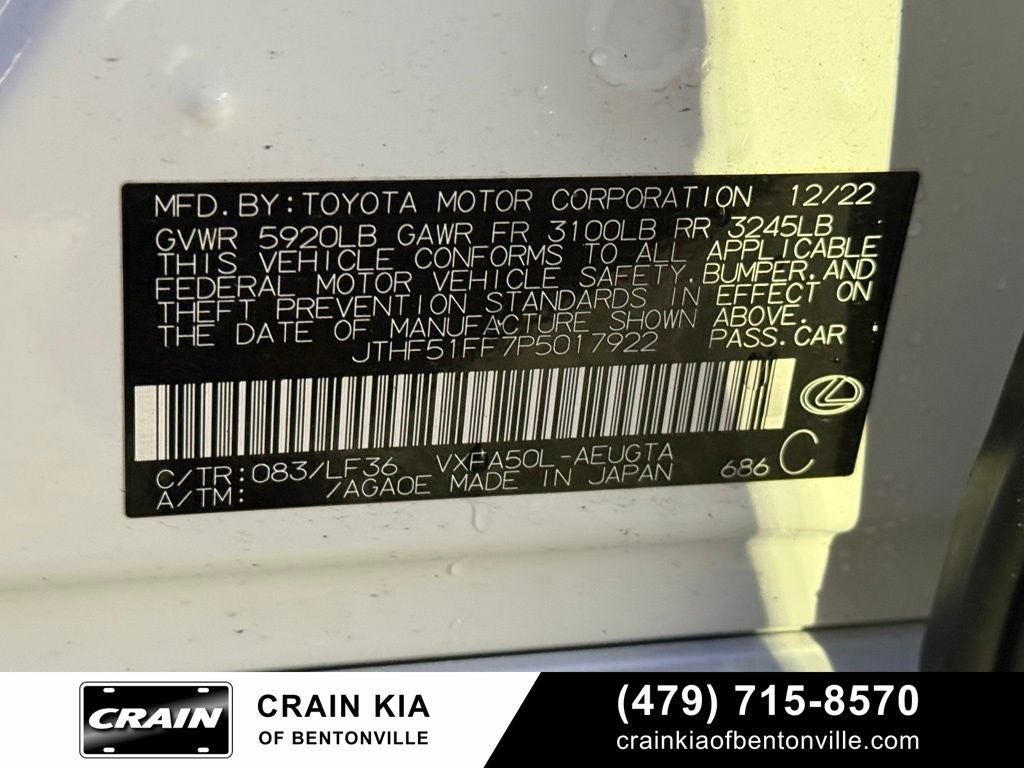 MFD.BY:TOYOTA MOTOR CORPORATION 12/22
GVWR 5920LB GAWR FR 3100LB RR 3245LB
THIS VEHICLE CONFORMS TO ALL APPLICABLE
FEDERAL MOTOR VEHICLE SAFETY,BUMPER,AND
THEFT PREVENTION STANDARDS IN EFFECT ON
THE DATE OF MANUFACTURE SHOWN ABOVE.
JTHF51FF7P5017922 PASS.CAR
C/TR:083/LF36 VXFA50L-AEUGTA 686 C
A/TM: /AGA0E MADE IN JAPAN
CRAIN
CRAIN KIA
OF BENTONVILLE
(479) 715-8570
crainkiaofbentonville.com